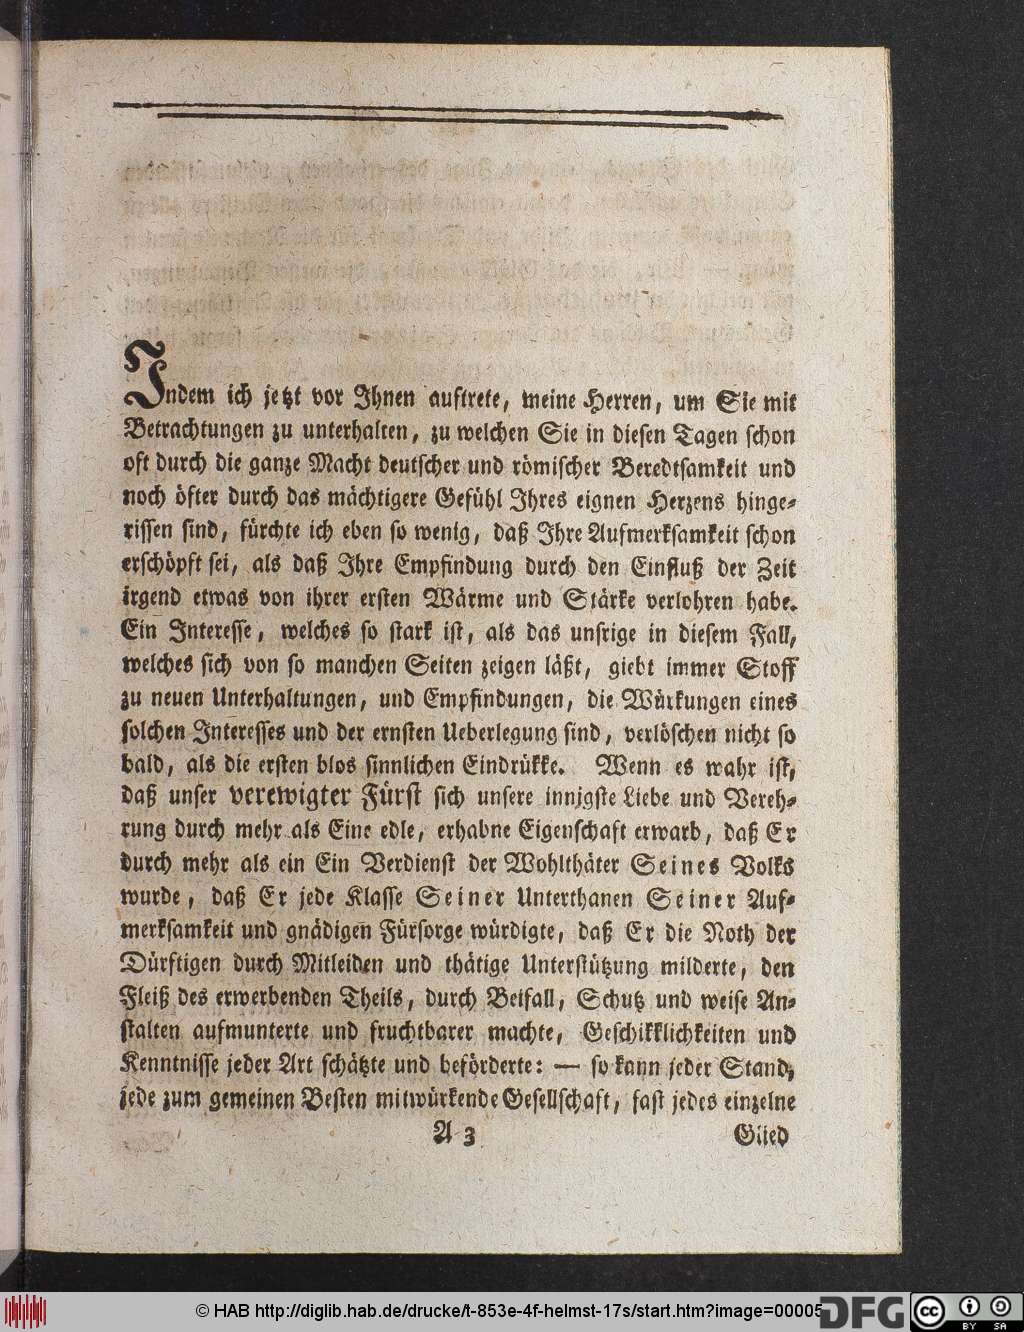 Indem ich jetzt vor Ihnen auftrete, meine Herren, um Sie mit
Betrachtungen zu unterhalten, zu welchen Sie in diesen Tagen schon
oft durch die ganze Macht deutscher und römischer Beredtsamkeit und
noch öfter durch das mächtigere Gefühl Ihres eignen Herzens hinge-
rissen sind, fürchte ich eben so wenig, daß Ihre Aufmerksamkeit schon
erschöpft sei, als daß Ihre Empfindung durch den Einfluß der Zeit
irgend etwas von ihrer ersten Wärme und Stärke verlohren habe.
Ein Interesse, welches so stark ist, als das unsrige in diesem Fall,
welches sich von so manchen Seiten zeigen läßt, giebt immer Stoff
zu neuen Unterhaltungen, und Empfindungen, die Würkungen eines
solchen Interesses und der ernsten Ueberlegung sind, verlöschen nicht so
bald, als die ersten blos sinnlichen Eindrükke. Wenn es wahr ist,
daß unser verewigter Fürst sich unsere innigste Liebe und Vereh-
rung durch mehr als Eine edle, erhabne Eigenschaft erwarb, daß Er
durch mehr als ein Ein Verdienst der Wohlthäter Seines Volks
wurde, daß Er jede Klasse Seiner Unterthanen Seiner Auf-
merksamkeit und gnädigen Fürsorge würdigte, daß Er die Noth der
Dürftigen durch Mitleiden und thätige Unterstützung milderte, den
Fleiß des erwerbenden Theils, durch Beifall, Schutz und weise An-
stalten aufmunterte und fruchtbarer machte, Geschikklichkeiten und
Kenntnisse jeder Art schätzte und beförderte: — so kann jeder Stand,
jede zum gemeinen Besten mitwürkende Gesellschaft, fast jedes einzelne
A 3 Glied
© HAB http://diglib.hab.de/drucke/t-853e-4f-helmst-17s/start.htm?image=00005
DFG
cc BY SA